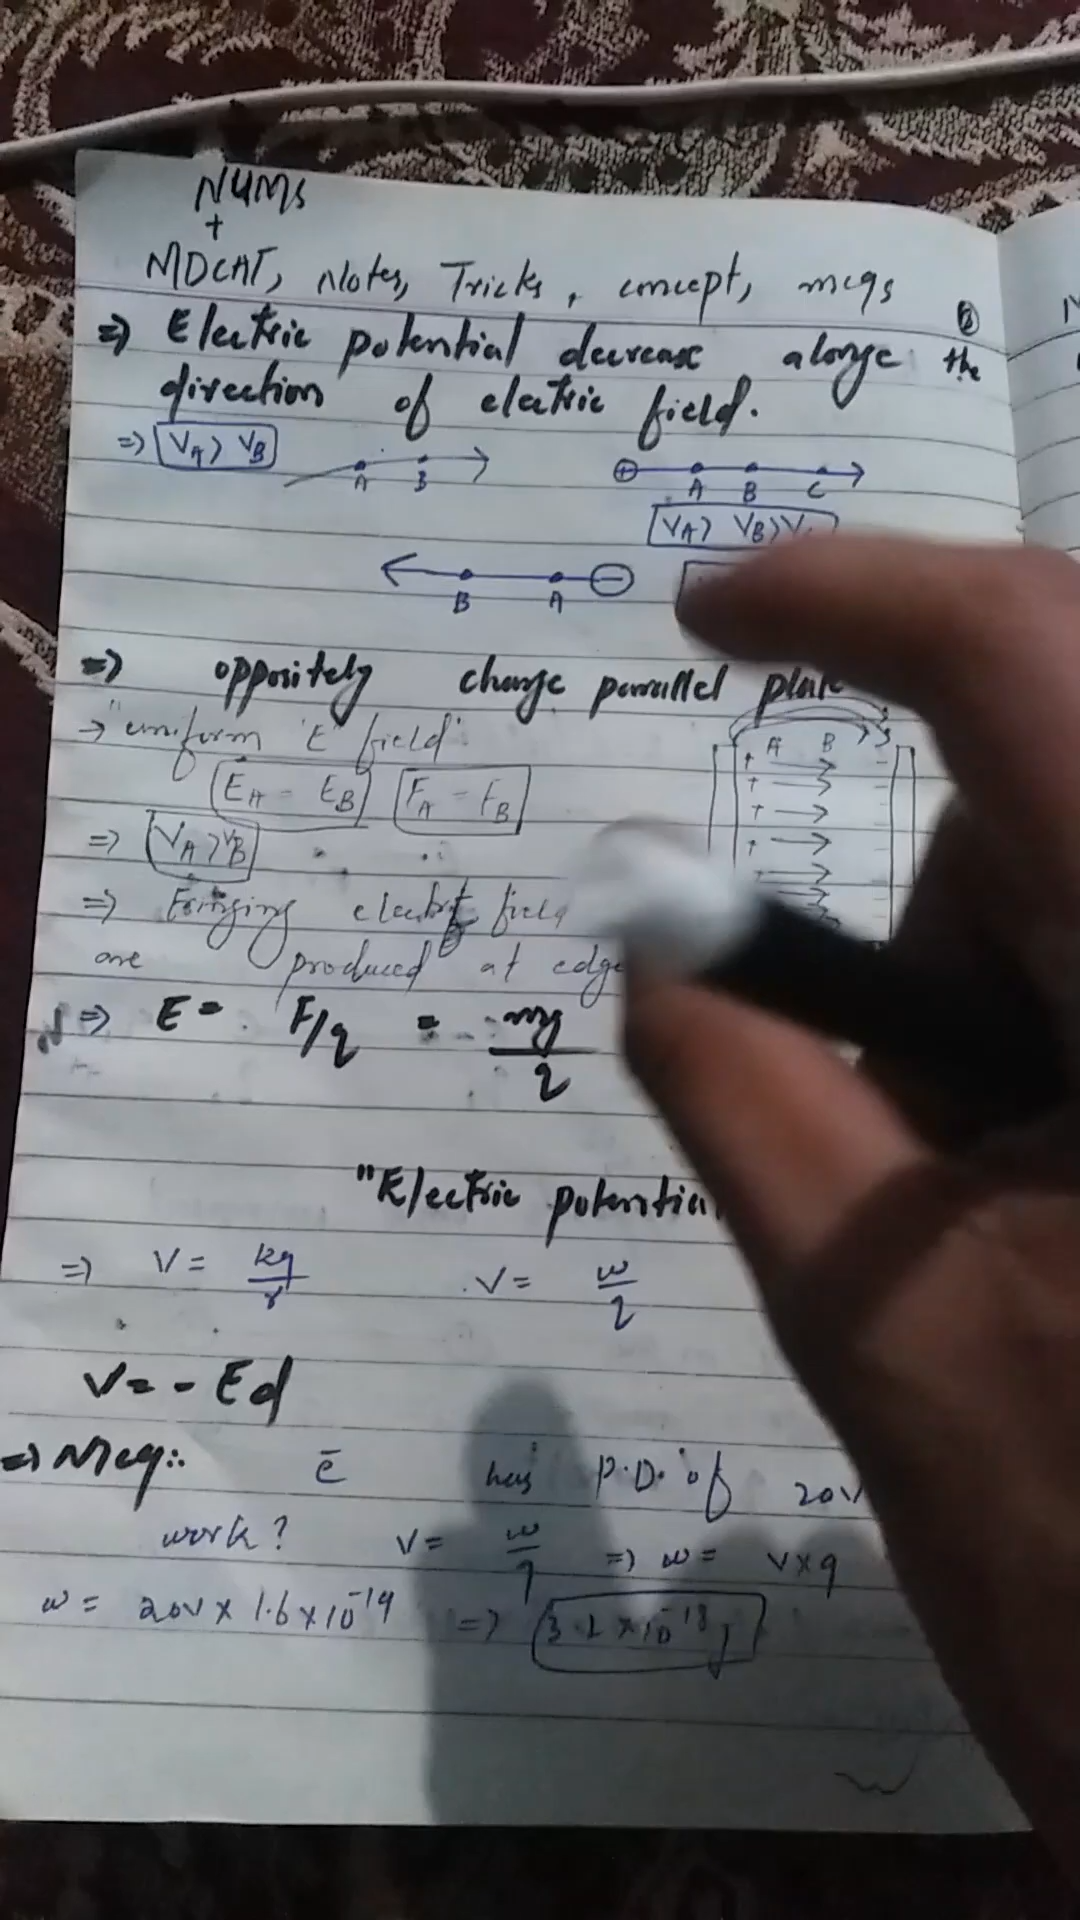 NUMS
+
MDCAT, Notes, Tricks, concept, mcqs
⇒ Electric potential decrease alonge the
direction of electric field.
⇒ VA > VB
A B
+ A B C
VA > VB > V
B A -
⇒ oppositely charge parallel plate
→ "uniform 'E' field"
A B
EA = EB FA = FB
⇒ VA > VB
⇒ Fringing electric field
are produced at edge
⇒ E = F/q = mg/q
"Electric potential
⇒ V = kq/r V = w/q
V = - Ed
⇒ Mcq:: ē has P.D. of 20V
work? V = w/q ⇒ w = V×q
w = 20V × 1.6×10⁻¹⁹ ⇒ 3.2×10⁻¹⁸J